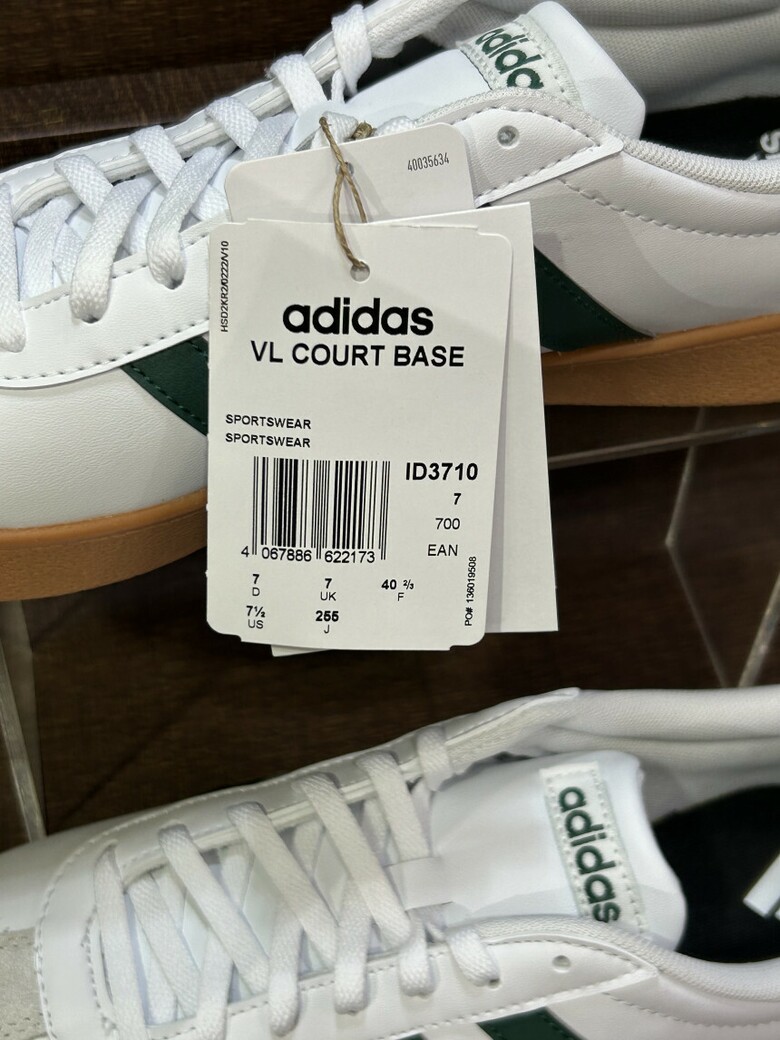 adidas
40035634
HSD2KR2/0222/V10
adidas
VL COURT BASE
SPORTSWEAR
SPORTSWEAR
ID3710
7
700
EAN
4 067886 622173
7 7 40 ⅔
D UK F
7½ 255
US J
PO# 136019508
adidas